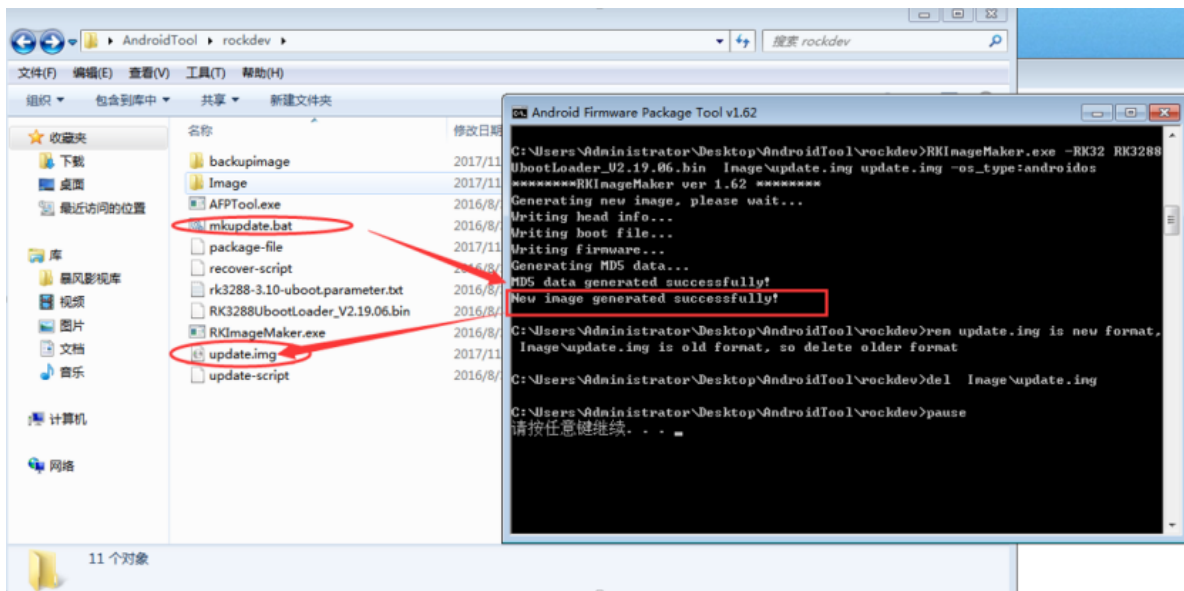 AndroidTool rockdev
搜索 rockdev
文件(F) 编辑(E) 查看(V) 工具(T) 帮助(H)
组织 包含到库中 共享 新建文件夹
收藏夹
下载
桌面
最近访问的位置
库
暴风影视库
视频
图片
文档
音乐
计算机
网络
名称 修改日期
backupimage 2017/11
Image 2017/11
AFPTool.exe 2016/8/
mkupdate.bat 2016/8/
package-file 2017/11
recover-script 2016/8/
rk3288-3.10-uboot.parameter.txt 2016/8/
RK3288UbootLoader_V2.19.06.bin 2016/8/
RKImageMaker.exe 2016/8/
update.img 2017/11
update-script 2016/8/
11 个对象
Android Firmware Package Tool v1.62
C:\Users\Administrator\Desktop\AndroidTool\rockdev>RKImageMaker.exe -RK32 RK3288
UbootLoader_V2.19.06.bin Image\update.img update.img -os_type:androidos
********RKImageMaker ver 1.62 ********
Generating new image, please wait...
Writing head info...
Writing boot file...
Writing firmware...
Generating MD5 data...
MD5 data generated successfully!
New image generated successfully!
C:\Users\Administrator\Desktop\AndroidTool\rockdev>rem update.img is new format,
Image\update.img is old format, so delete older format
C:\Users\Administrator\Desktop\AndroidTool\rockdev>del Image\update.img
C:\Users\Administrator\Desktop\AndroidTool\rockdev>pause
请按任意键继续. . .